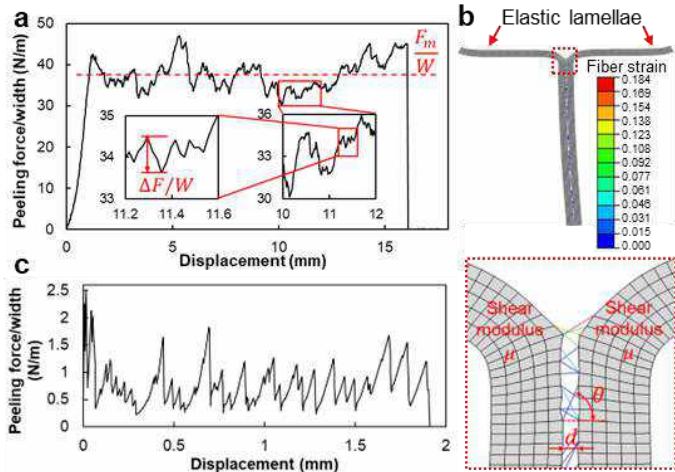 a
Peeling force/width (N/m)
50
40
30
20
10
0
F_m
W
35
34
33
ΔF/W
11.2
11.4
11.6
36
33
30
10
11
12
0
5
10
15
Displacement (mm)
b
Elastic lamellae
Fiber strain
0.184
0.169
0.154
0.138
0.123
0.108
0.092
0.077
0.061
0.046
0.031
0.015
0.000
Shear
modulus
μ
Shear
modulus
μ
θ
d
c
Peeling force/width
(N/m)
2.5
2
1.5
1
0.5
0
0
0.5
1
1.5
2
Displacement (mm)